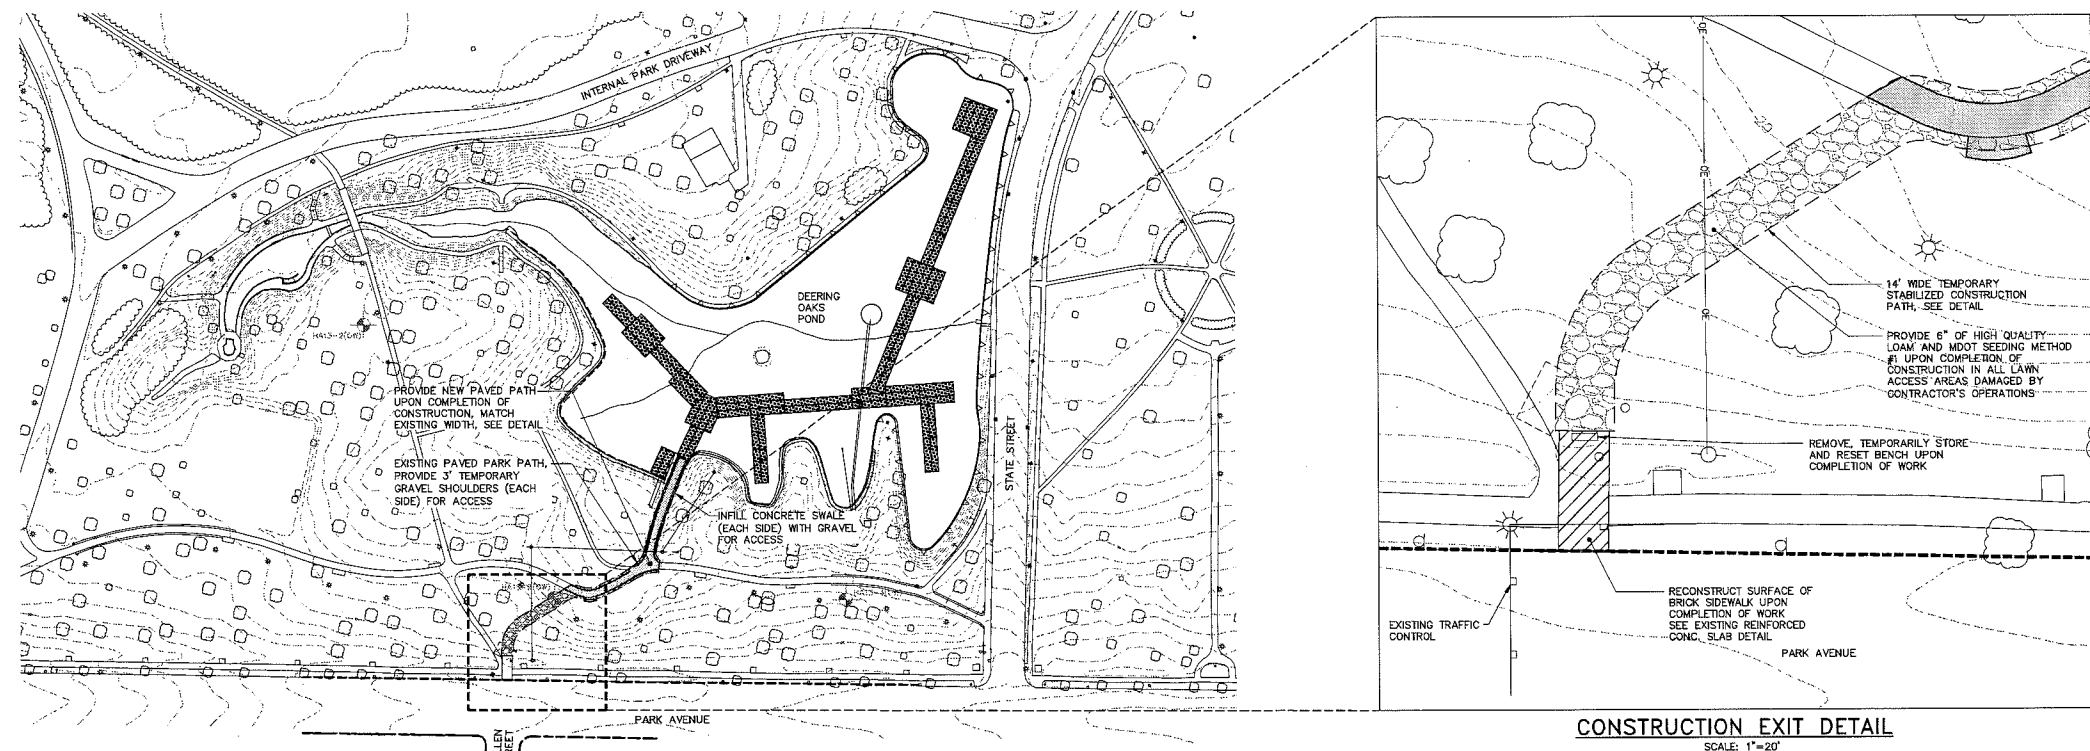 INTERNAL PARK DRIVEWAY
DEERING
OAKS
POND
PROVIDE NEW PAVED PATH
UPON COMPLETION OF
CONSTRUCTION, MATCH
EXISTING WIDTH, SEE DETAIL
EXISTING PAVED PARK PATH,
PROVIDE 3' TEMPORARY
GRAVEL SHOULDERS (EACH
SIDE) FOR ACCESS
INFILL CONCRETE SWALE
(EACH SIDE) WITH GRAVEL
FOR ACCESS
STATE STREET
PARK AVENUE
OE
OE
OE
OE
14' WIDE TEMPORARY
STABILIZED CONSTRUCTION
PATH, SEE DETAIL
PROVIDE 6" OF HIGH QUALITY
LOAM AND MDOT SEEDING METHOD
#1 UPON COMPLETION OF
CONSTRUCTION IN ALL LAWN
ACCESS AREAS DAMAGED BY
CONTRACTOR'S OPERATIONS
REMOVE, TEMPORARILY STORE
AND RESET BENCH UPON
COMPLETION OF WORK
RECONSTRUCT SURFACE OF
BRICK SIDEWALK UPON
COMPLETION OF WORK
SEE EXISTING REINFORCED
CONC. SLAB DETAIL
EXISTING TRAFFIC
CONTROL
PARK AVENUE
CONSTRUCTION EXIT DETAIL
SCALE: 1"=20'